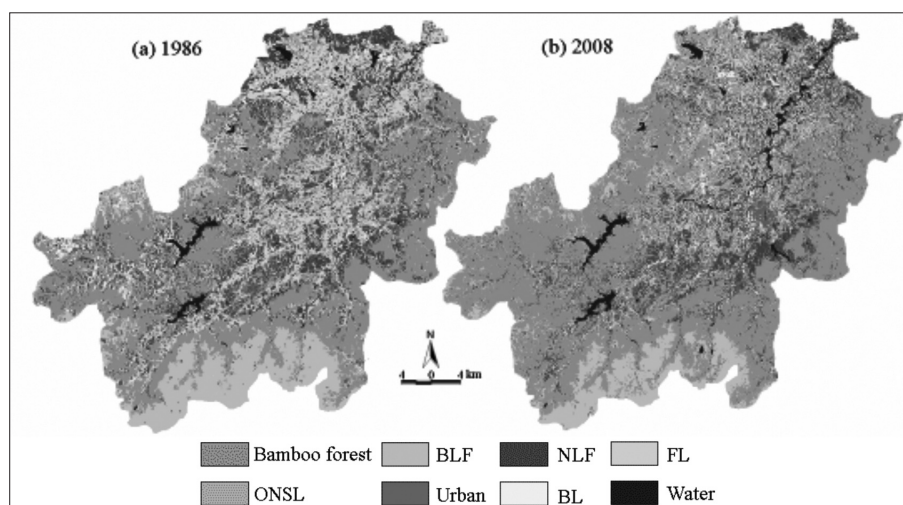 (a) 1986
(b) 2008
N
4 0 4 km
Bamboo forest BLF NLF FL
ONSL Urban BL Water